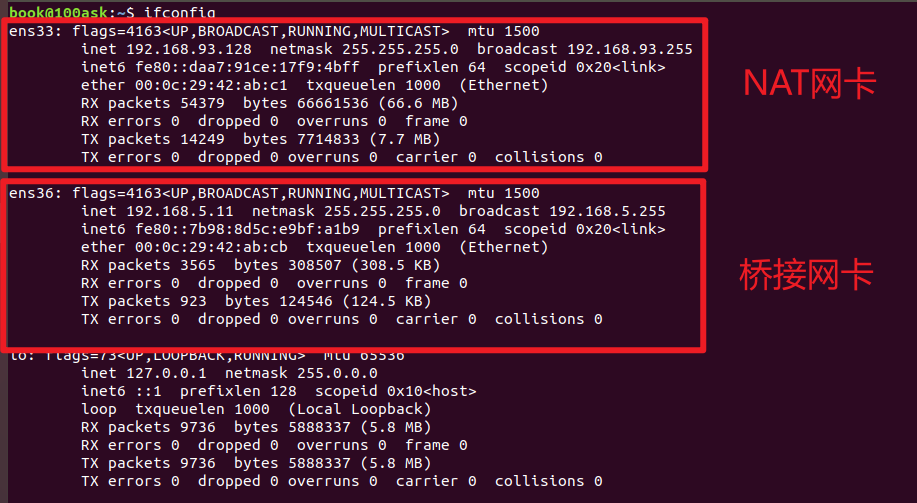 book@100ask:~$ ifconfig
ens33: flags=4163<UP,BROADCAST,RUNNING,MULTICAST>  mtu 1500
inet 192.168.93.128  netmask 255.255.255.0  broadcast 192.168.93.255
inet6 fe80::daa7:91ce:17f9:4bff  prefixlen 64  scopeid 0x20<link>
ether 00:0c:29:42:ab:c1  txqueuelen 1000  (Ethernet)
RX packets 54379  bytes 66661536 (66.6 MB)
RX errors 0  dropped 0  overruns 0  frame 0
TX packets 14249  bytes 7714833 (7.7 MB)
TX errors 0  dropped 0 overruns 0  carrier 0  collisions 0
NAT网卡
ens36: flags=4163<UP,BROADCAST,RUNNING,MULTICAST>  mtu 1500
inet 192.168.5.11  netmask 255.255.255.0  broadcast 192.168.5.255
inet6 fe80::7b98:8d5c:e9bf:a1b9  prefixlen 64  scopeid 0x20<link>
ether 00:0c:29:42:ab:cb  txqueuelen 1000  (Ethernet)
RX packets 3565  bytes 308507 (308.5 KB)
RX errors 0  dropped 0  overruns 0  frame 0
TX packets 923  bytes 124546 (124.5 KB)
TX errors 0  dropped 0 overruns 0  carrier 0  collisions 0
桥接网卡
lo: flags=73<UP,LOOPBACK,RUNNING>  mtu 65536
inet 127.0.0.1  netmask 255.0.0.0
inet6 ::1  prefixlen 128  scopeid 0x10<host>
loop  txqueuelen 1000  (Local Loopback)
RX packets 9736  bytes 5888337 (5.8 MB)
RX errors 0  dropped 0  overruns 0  frame 0
TX packets 9736  bytes 5888337 (5.8 MB)
TX errors 0  dropped 0 overruns 0  carrier 0  collisions 0